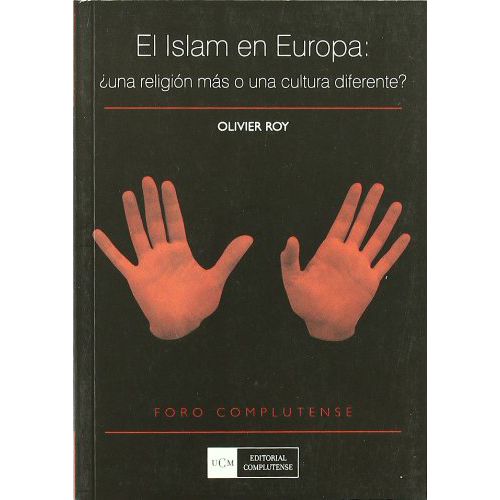 El Islam en Europa:
¿una religión más o una cultura diferente?
OLIVIER ROY
FORO COMPLUTENSE
UCM
EDITORIAL
COMPLUTENSE